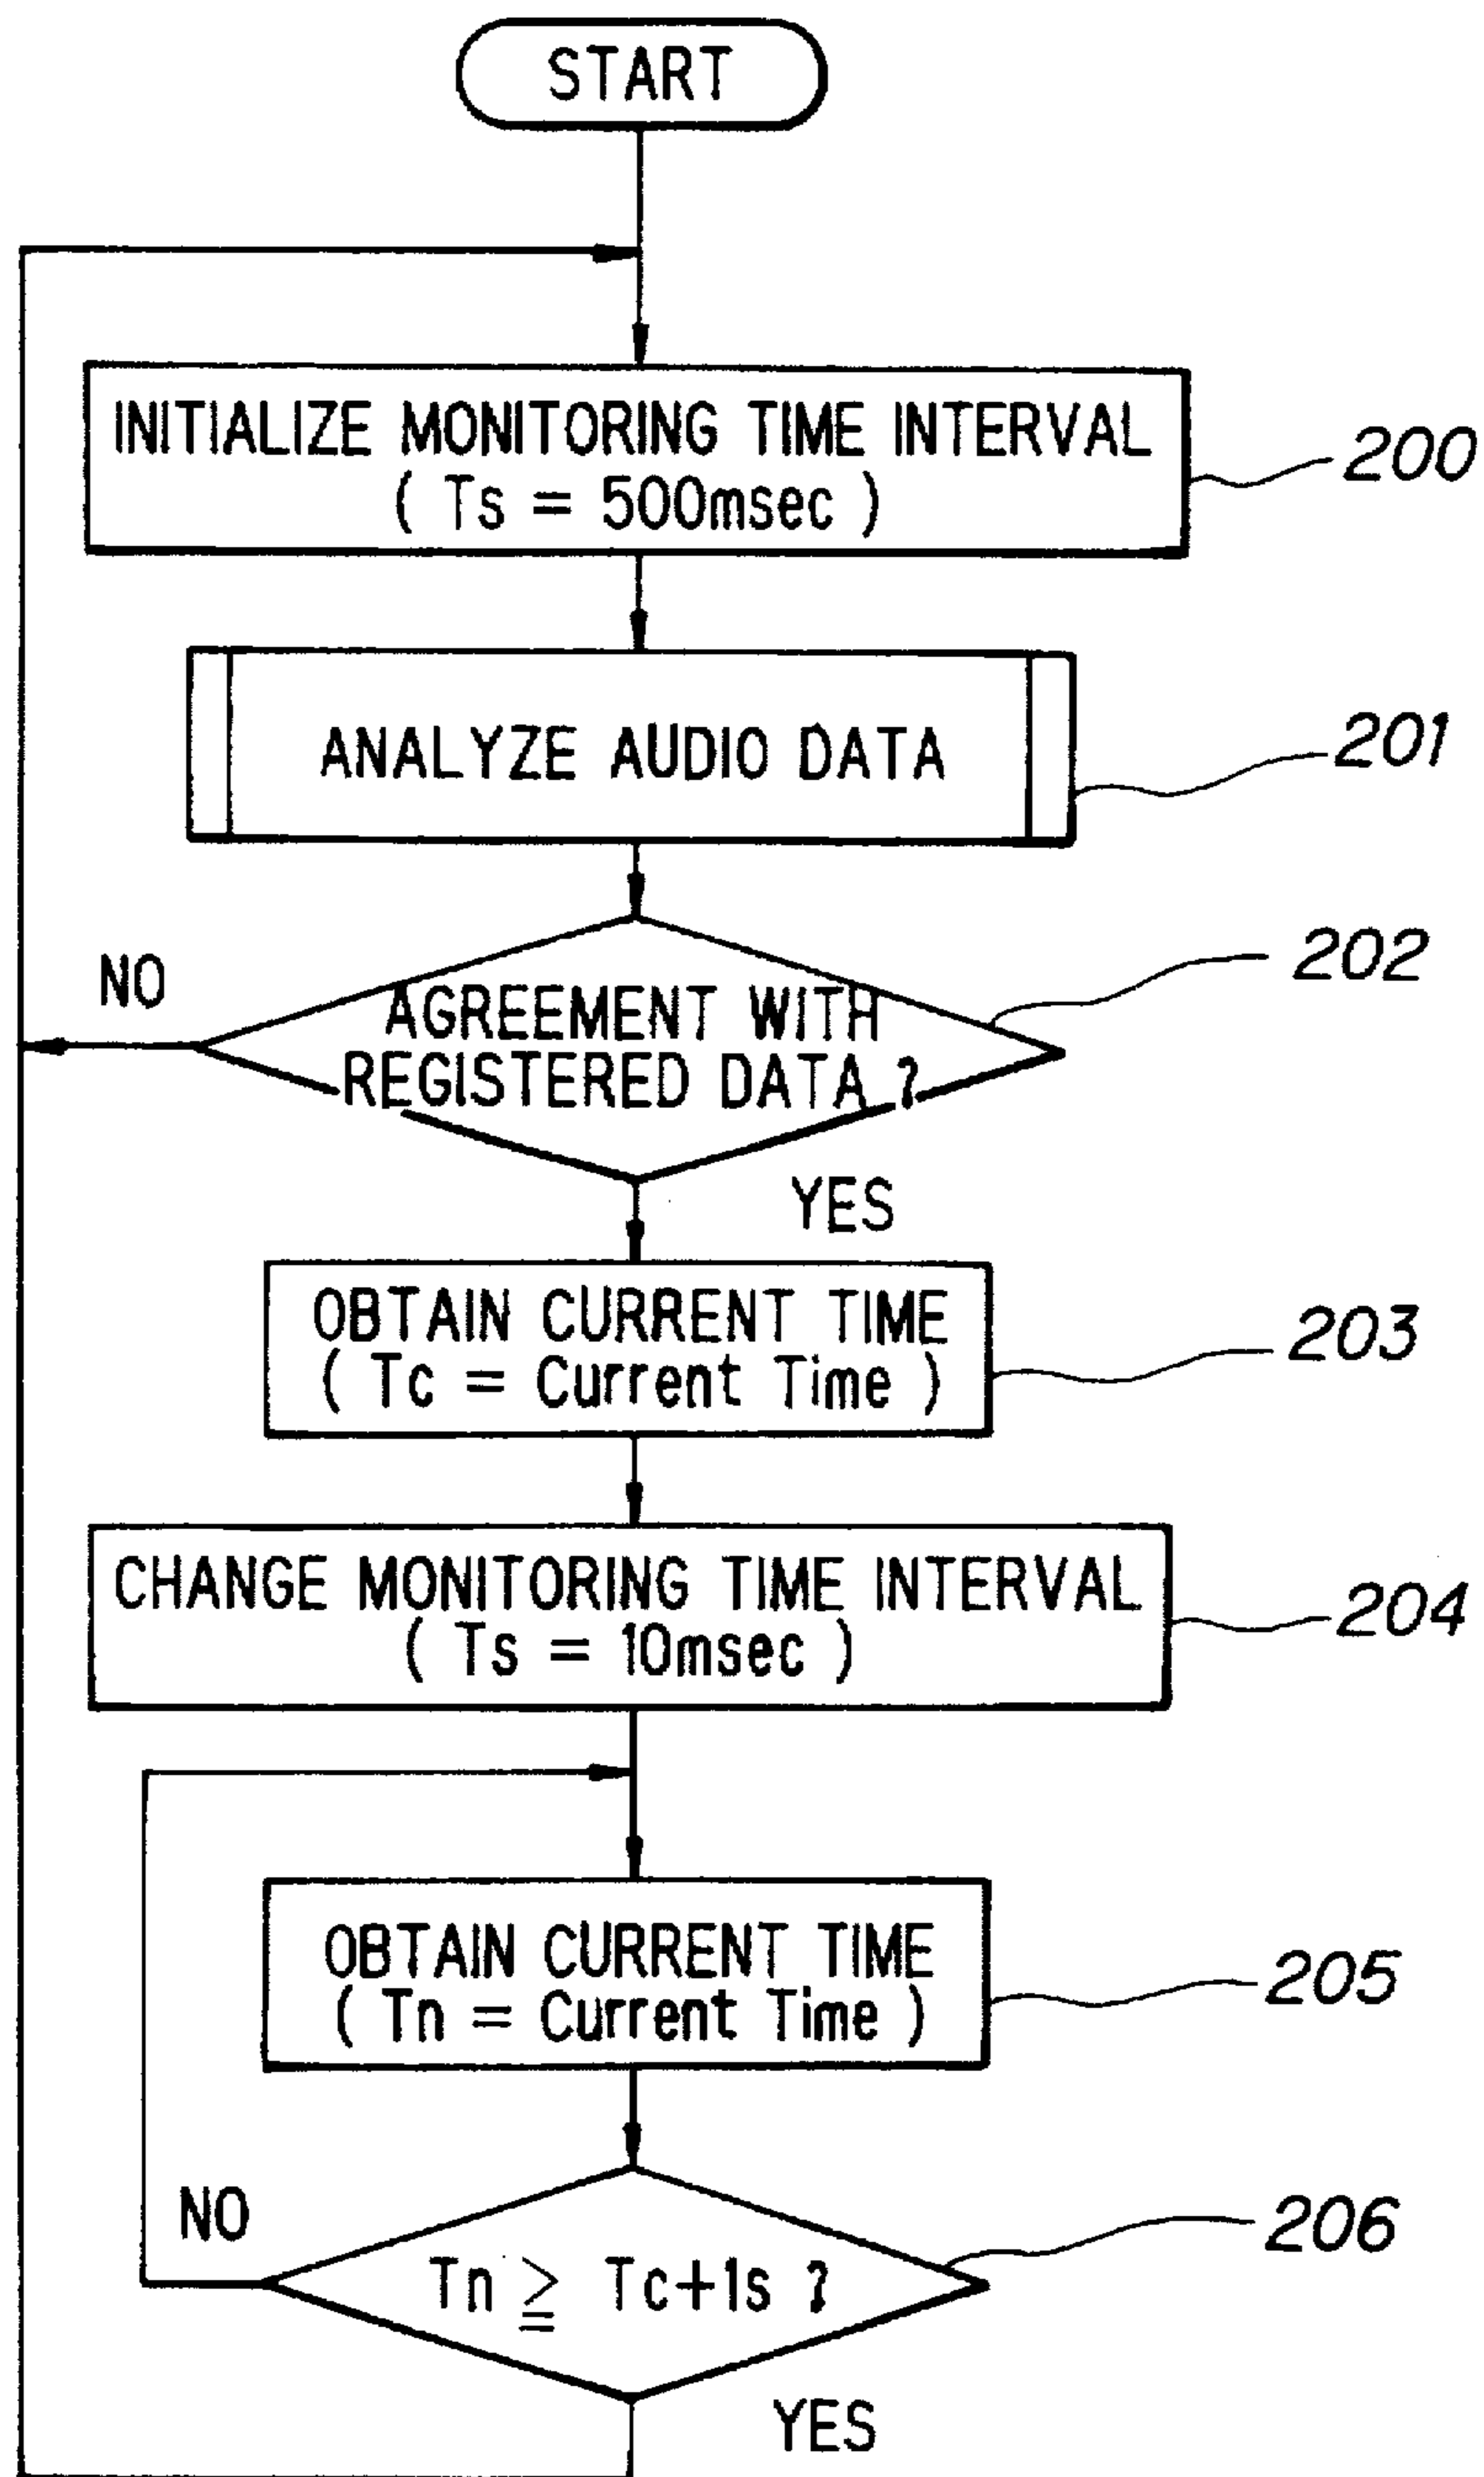 START
INITIALIZE MONITORING TIME INTERVAL
( Ts = 500msec )
200
ANALYZE AUDIO DATA
201
NO
AGREEMENT WITH
REGISTERED DATA ?
202
YES
OBTAIN CURRENT TIME
( Tc = Current Time )
203
CHANGE MONITORING TIME INTERVAL
( Ts = 10msec )
204
OBTAIN CURRENT TIME
( Tn = Current Time )
205
NO
Tn ≧ Tc+1s ?
206
YES